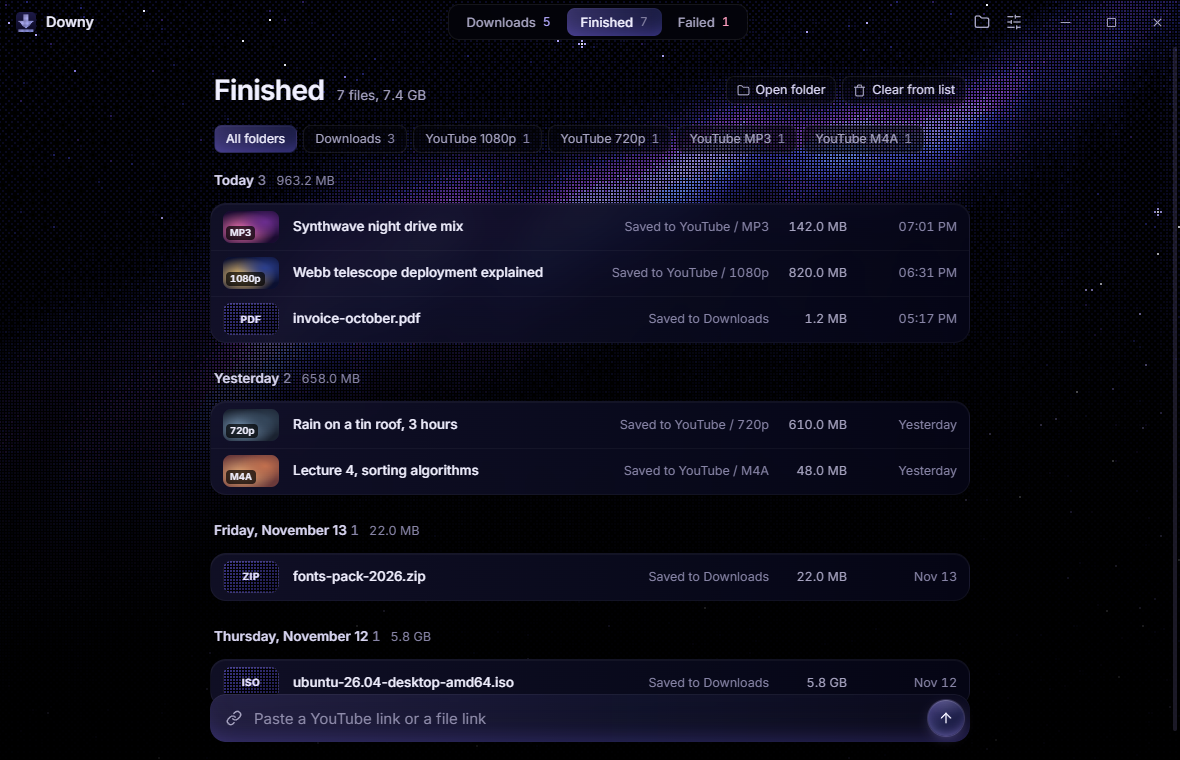 Downy
Downloads 5 Finished 7 Failed 1
Finished 7 files, 7.4 GB
Open folder Clear from list
All folders Downloads 3 YouTube 1080p 1 YouTube 720p 1 YouTube MP3 1 YouTube M4A 1
Today 3 963.2 MB
MP3 Synthwave night drive mix Saved to YouTube / MP3 142.0 MB 07:01 PM
1080p Webb telescope deployment explained Saved to YouTube / 1080p 820.0 MB 06:31 PM
PDF invoice-october.pdf Saved to Downloads 1.2 MB 05:17 PM
Yesterday 2 658.0 MB
720p Rain on a tin roof, 3 hours Saved to YouTube / 720p 610.0 MB Yesterday
M4A Lecture 4, sorting algorithms Saved to YouTube / M4A 48.0 MB Yesterday
Friday, November 13 1 22.0 MB
ZIP fonts-pack-2026.zip Saved to Downloads 22.0 MB Nov 13
Thursday, November 12 1 5.8 GB
ISO ubuntu-26.04-desktop-amd64.iso Saved to Downloads 5.8 GB Nov 12
Paste a YouTube link or a file link